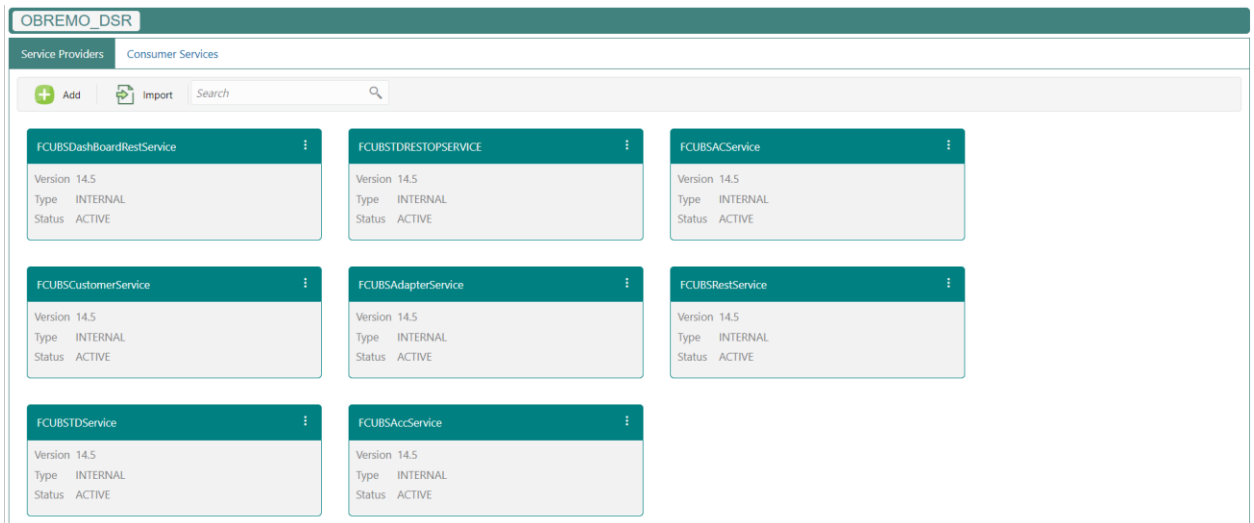 OBREMO_DSR
Service Providers Consumer Services
Add Import Search
FCUBSDashBoardRestService FCUBSTDRESTOPSERVICE FCUBSACService
Version 14.5 Version 14.5 Version 14.5
Type INTERNAL Type INTERNAL Type INTERNAL
Status ACTIVE Status ACTIVE Status ACTIVE
FCUBSCustomerService FCUBSAdapterService FCUBSRestService
Version 14.5 Version 14.5 Version 14.5
Type INTERNAL Type INTERNAL Type INTERNAL
Status ACTIVE Status ACTIVE Status ACTIVE
FCUBSTDService FCUBSAccService
Version 14.5 Version 14.5
Type INTERNAL Type INTERNAL
Status ACTIVE Status ACTIVE